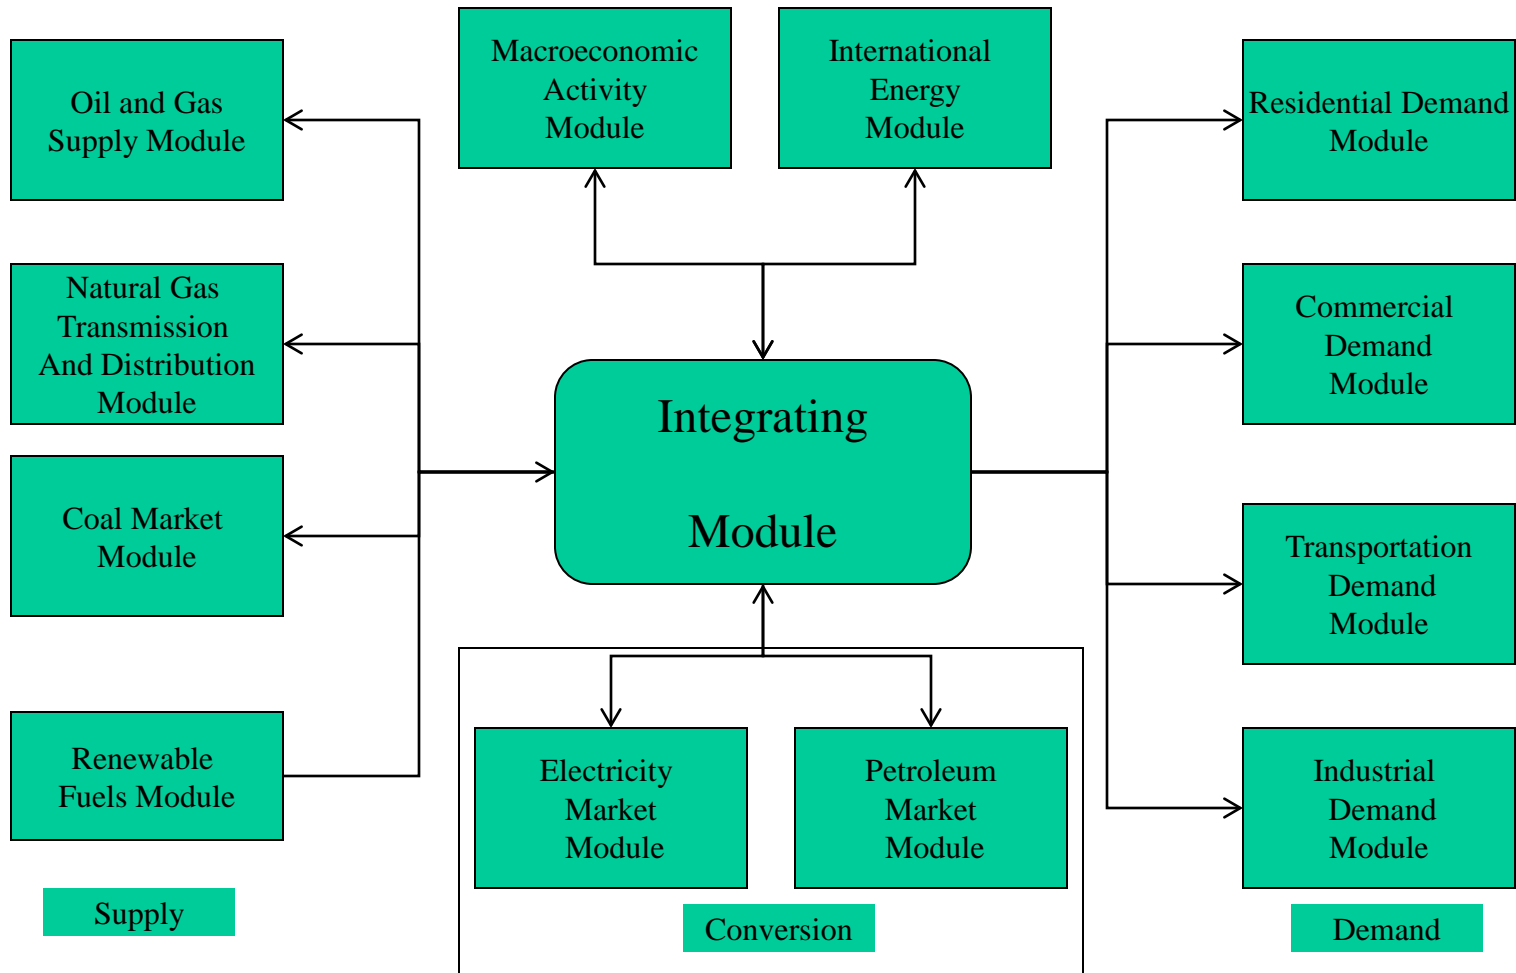 Oil and Gas
Supply Module
Natural Gas
Transmission
And Distribution
Module
Coal Market
Module
Renewable
Fuels Module
Supply
Macroeconomic
Activity
Module
International
Energy
Module
Integrating
Module
Electricity
Market
Module
Petroleum
Market
Module
Conversion
Residential Demand
Module
Commercial
Demand
Module
Transportation
Demand
Module
Industrial
Demand
Module
Demand